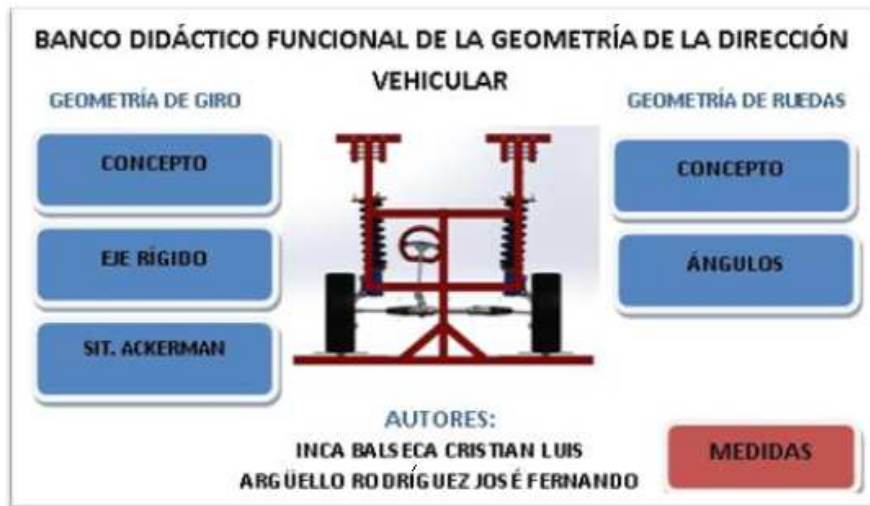 BANCO DIDÁCTICO FUNCIONAL DE LA GEOMETRÍA DE LA DIRECCIÓN
VEHICULAR
GEOMETRÍA DE GIRO
CONCEPTO
EJE RÍGIDO
SIT. ACKERMAN
GEOMETRÍA DE RUEDAS
CONCEPTO
ÁNGULOS
AUTORES:
INCA BALSECA CRISTIAN LUIS
ARGÜELLO RODRÍGUEZ JOSÉ FERNANDO
MEDIDAS